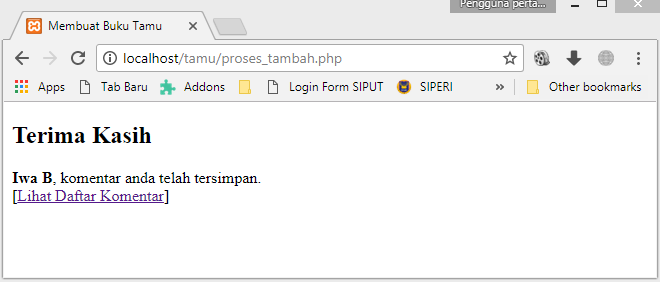 Pengguna perta...
Membuat Buku Tamu
localhost/tamu/proses_tambah.php
Apps Tab Baru Addons Login Form SIPUT SIPERI » Other bookmarks
Terima Kasih
Iwa B, komentar anda telah tersimpan.
[Lihat Daftar Komentar]